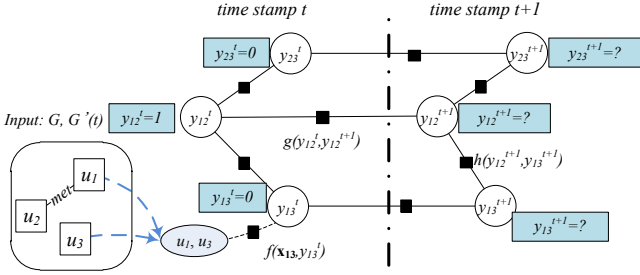 time stamp t
time stamp t+1
y₂₃ᵗ=0
y₂₃ᵗ
y₂₃ᵗ⁺¹
y₂₃ᵗ⁺¹=?
Input: G, G'(t)
y₁₂ᵗ=1
y₁₂ᵗ
y₁₂ᵗ⁺¹
y₁₂ᵗ⁺¹=?
g(y₁₂ᵗ,y₁₂ᵗ⁺¹)
h(y₁₂ᵗ⁺¹,y₁₃ᵗ⁺¹)
u₁
met
u₂
u₃
y₁₃ᵗ=0
y₁₃ᵗ
y₁₃ᵗ⁺¹
y₁₃ᵗ⁺¹=?
u₁, u₃
f(x₁₃,y₁₃ᵗ)